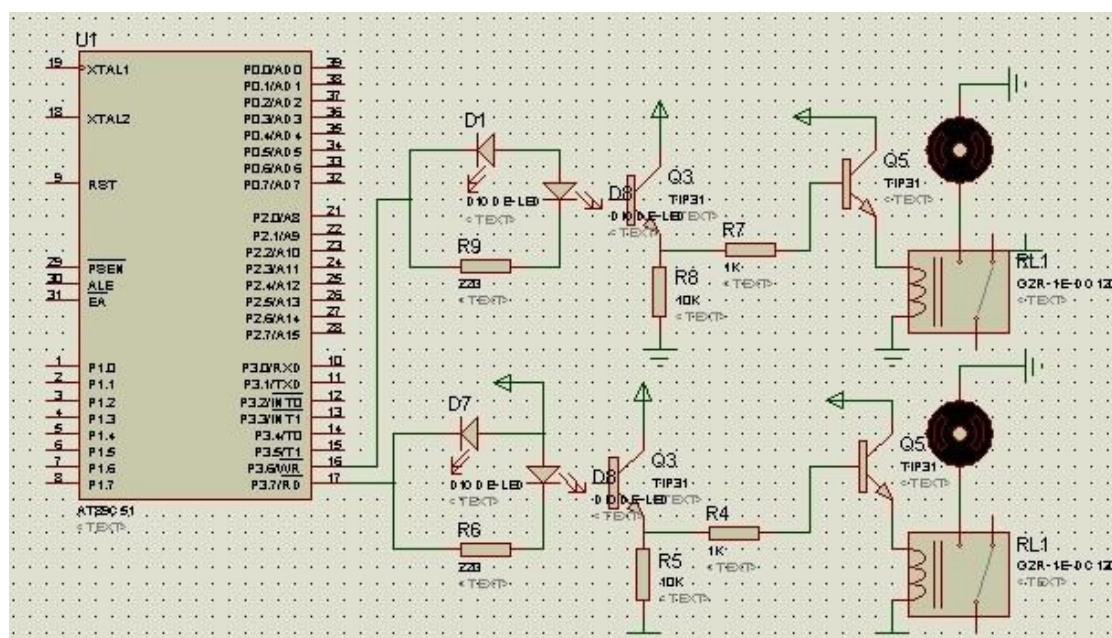 U1
19 XTAL1
18 XTAL2
9 RST
29 PSEN
30 ALE
31 EA
1 P1.0
2 P1.1
3 P1.2
4 P1.3
5 P1.4
6 P1.5
7 P1.6
8 P1.7
P0.0/AD0 39
P0.1/AD1 38
P0.2/AD2 37
P0.3/AD3 36
P0.4/AD4 35
P0.5/AD5 34
P0.6/AD6 33
P0.7/AD7 32
P2.0/A8 21
P2.1/A9 22
P2.2/A10 23
P2.3/A11 24
P2.4/A12 25
P2.5/A13 26
P2.6/A14 27
P2.7/A15 28
P3.0/RXD 10
P3.1/TXD 11
P3.2/INT0 12
P3.3/INT1 13
P3.4/T0 14
P3.5/T1 15
P3.6/WR 16
P3.7/RD 17
AT89C51
<TEXT>
D1
DIODE-LED
<TEXT>
D8
DIODE-LED
<TEXT>
R9
220
<TEXT>
Q3
TIP31
<TEXT>
R8
10K
<TEXT>
R7
1K
<TEXT>
Q5
TIP31
<TEXT>
RL1
G2R-1E-DC12
<TEXT>
D7
DIODE-LED
<TEXT>
D8
DIODE-LED
<TEXT>
R6
220
<TEXT>
Q3
TIP31
<TEXT>
R5
10K
<TEXT>
R4
1K
<TEXT>
Q5
TIP31
<TEXT>
RL1
G2R-1E-DC12
<TEXT>